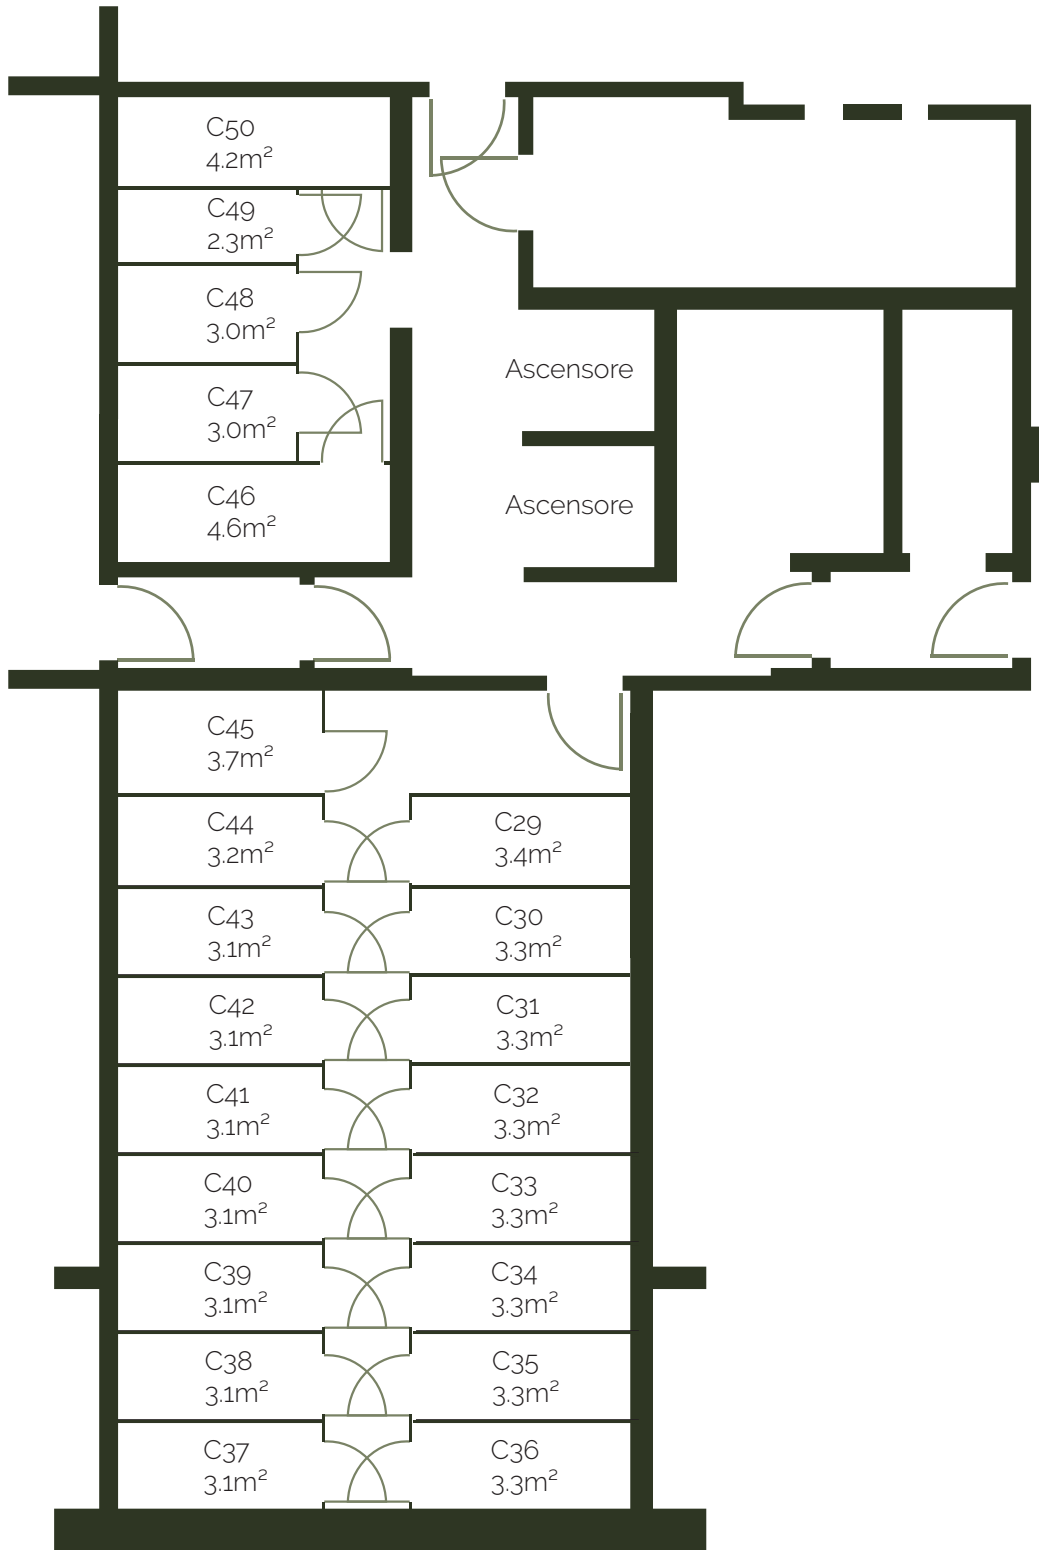 C50
4.2m²
C49
2.3m²
C48
3.0m²
C47
3.0m²
C46
4.6m²
Ascensore
Ascensore
C45
3.7m²
C44
3.2m²
C29
3.4m²
C43
3.1m²
C30
3.3m²
C42
3.1m²
C31
3.3m²
C41
3.1m²
C32
3.3m²
C40
3.1m²
C33
3.3m²
C39
3.1m²
C34
3.3m²
C38
3.1m²
C35
3.3m²
C37
3.1m²
C36
3.3m²